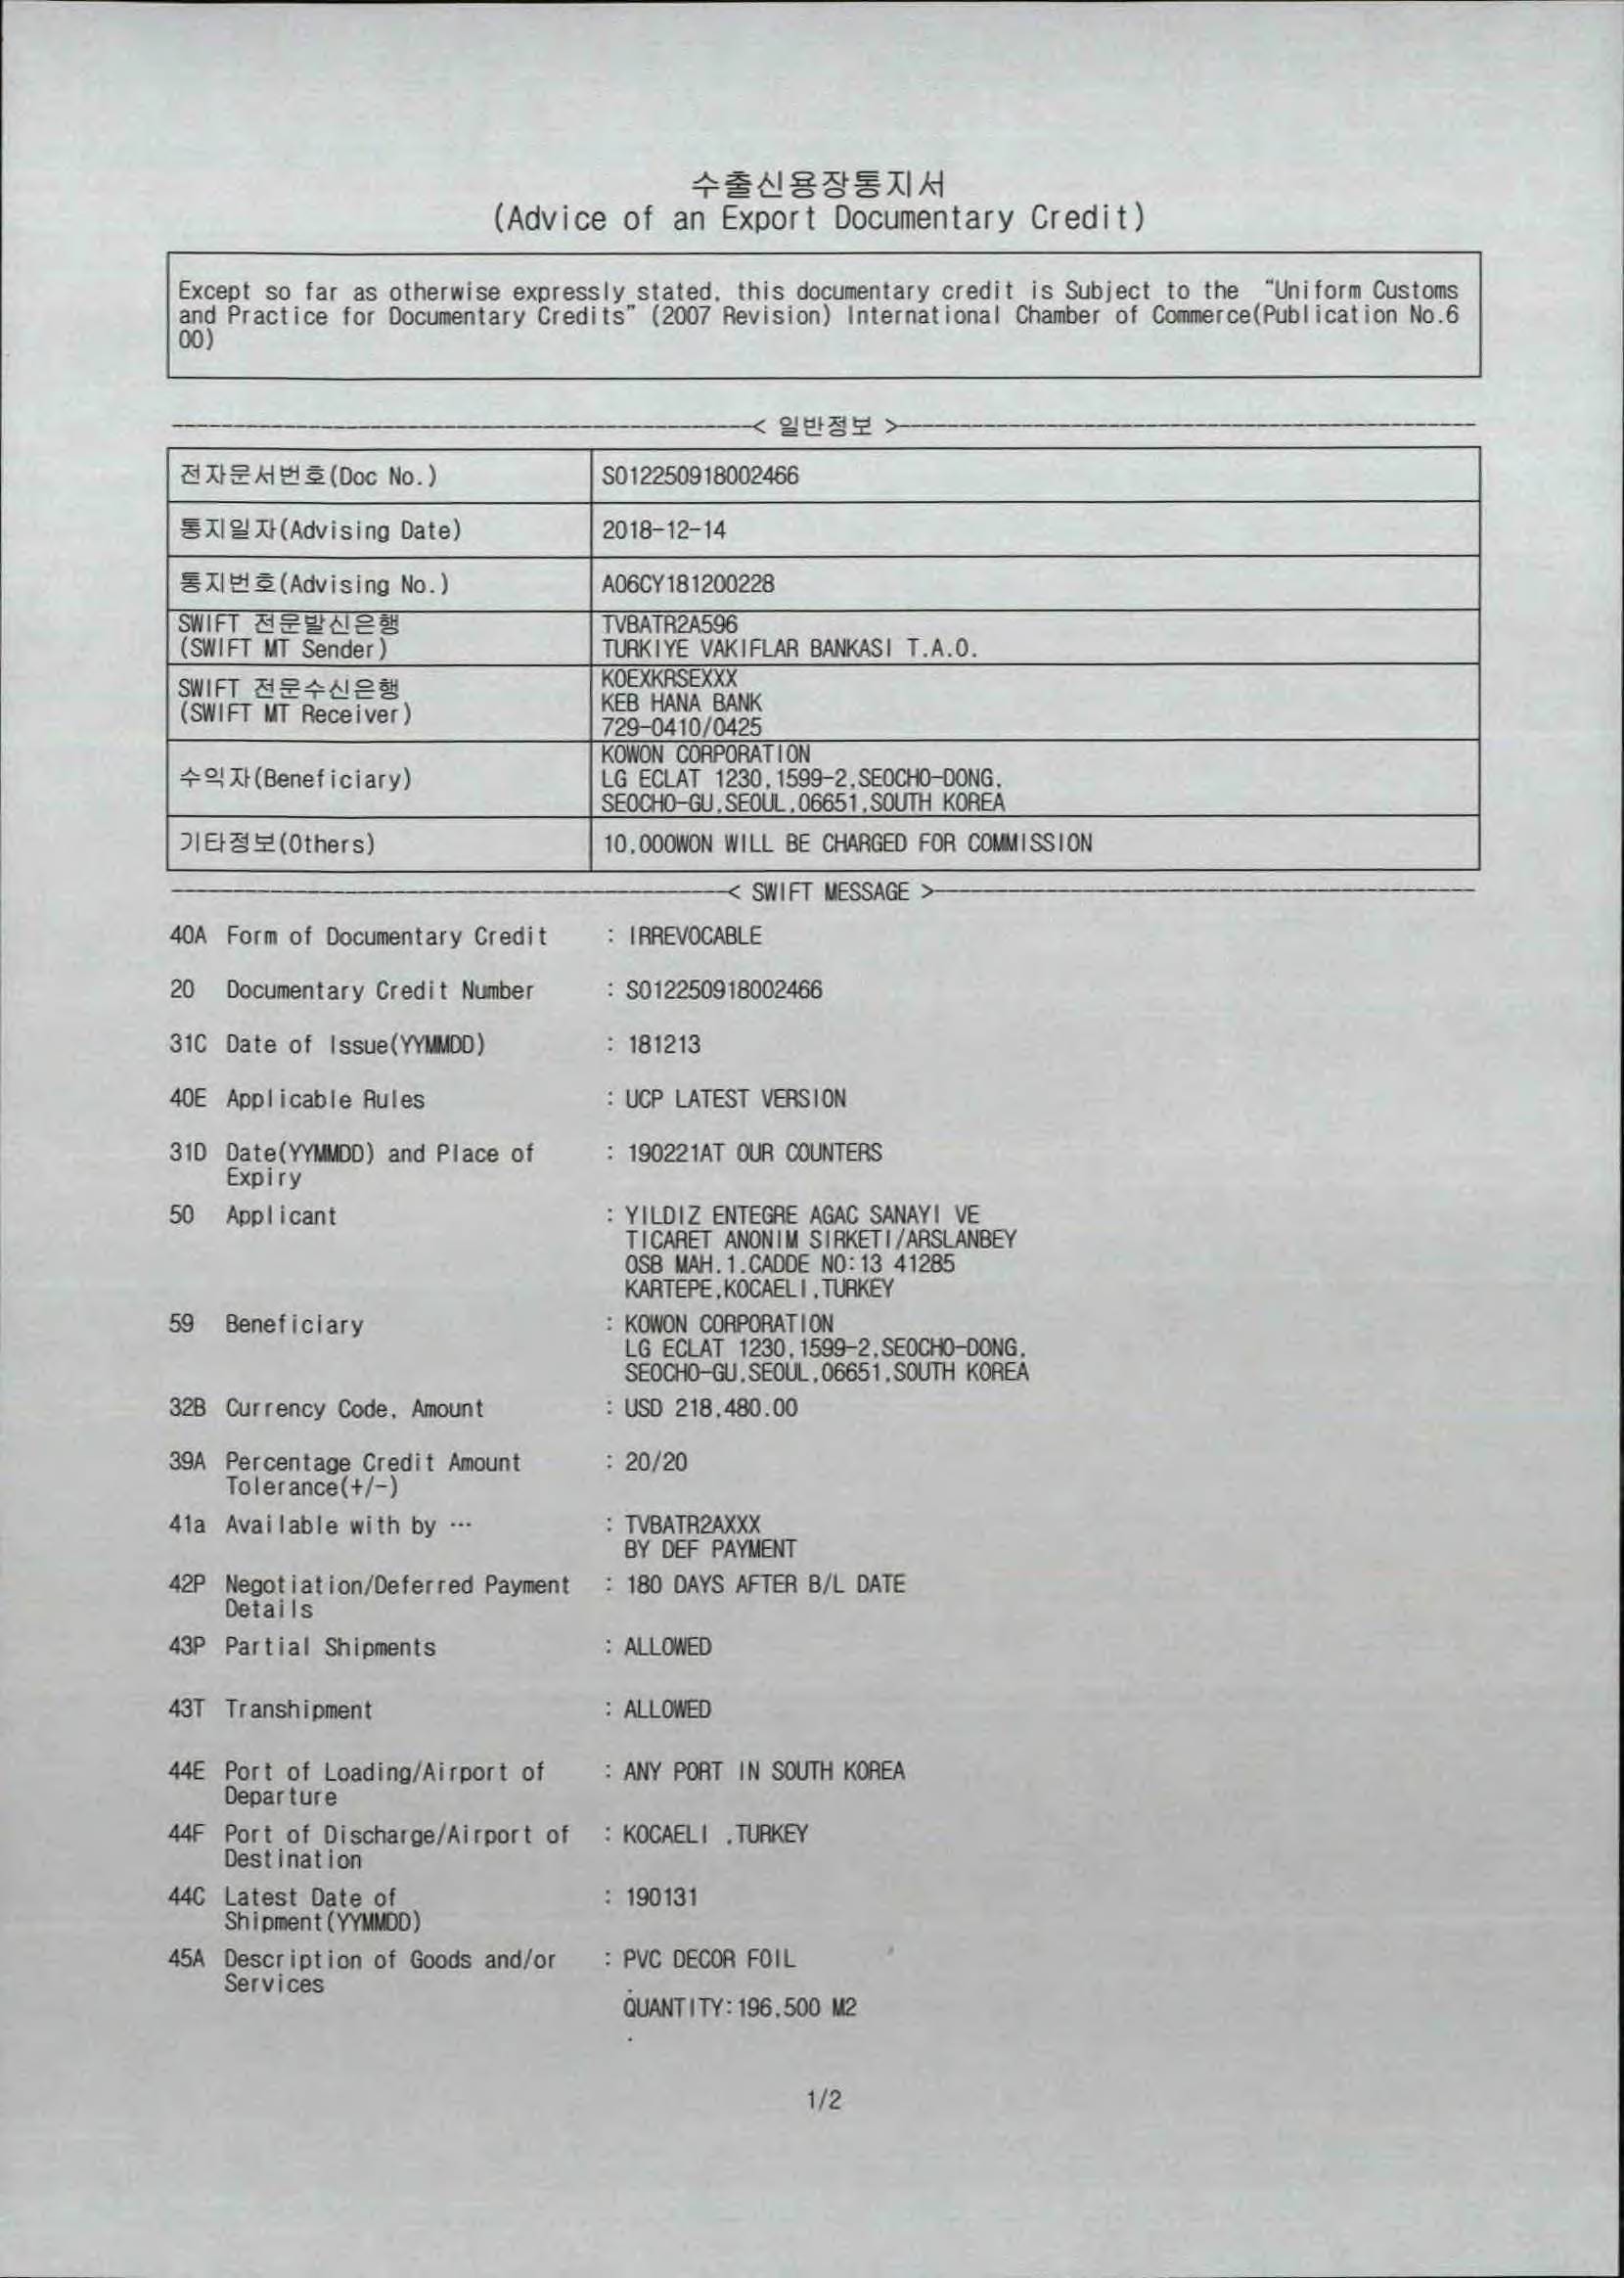 수출신용장통지서
(Advice of an Export Documentary Credit)
Except so far as otherwise expressly stated, this documentary credit is Subject to the "Uniform Customs
and Practice for Documentary Credits" (2007 Revision) International Chamber of Commerce(Publication No.6
00)
< 일반정보 >
전자문서번호(Doc No.) S012250918002466
통지일자(Advising Date) 2018-12-14
통지번호(Advising No.) A06CY181200228
SWIFT 전문발신은행 TVBATR2A596
(SWIFT MT Sender) TURKIYE VAKIFLAR BANKASI T.A.O.
KOEXKRSEXXX
SWIFT 전문수신은행 KEB HANA BANK
(SWIFT MT Receiver) 729-0410/0425
KOWON CORPORATION
수익자(Beneficiary) LG ECLAT 1230,1599-2,SEOCHO-DONG,
SEOCHO-GU,SEOUL,06651,SOUTH KOREA
기타정보(Others) 10,000WON WILL BE CHARGED FOR COMMISSION
< SWIFT MESSAGE >
40A Form of Documentary Credit : IRREVOCABLE
20 Documentary Credit Number : S012250918002466
31C Date of Issue(YYMMDD) : 181213
40E Applicable Rules : UCP LATEST VERSION
31D Date(YYMMDD) and Place of : 190221AT OUR COUNTERS
Expiry
50 Applicant : YILDIZ ENTEGRE AGAC SANAYI VE
TICARET ANONIM SIRKETI/ARSLANBEY
OSB MAH.1.CADDE NO:13 41285
KARTEPE,KOCAELI,TURKEY
59 Beneficiary : KOWON CORPORATION
LG ECLAT 1230,1599-2,SEOCHO-DONG,
SEOCHO-GU,SEOUL,06651,SOUTH KOREA
32B Currency Code, Amount : USD 218,480.00
39A Percentage Credit Amount : 20/20
Tolerance(+/-)
41a Available with by ··· : TVBATR2AXXX
BY DEF PAYMENT
42P Negotiation/Deferred Payment : 180 DAYS AFTER B/L DATE
Details
43P Partial Shipments : ALLOWED
43T Transhipment : ALLOWED
44E Port of Loading/Airport of : ANY PORT IN SOUTH KOREA
Departure
44F Port of Discharge/Airport of : KOCAELI ,TURKEY
Destination
44C Latest Date of : 190131
Shipment(YYMMDD)
45A Description of Goods and/or : PVC DECOR FOIL
Services .
QUANTITY:196,500 M2
.
1/2